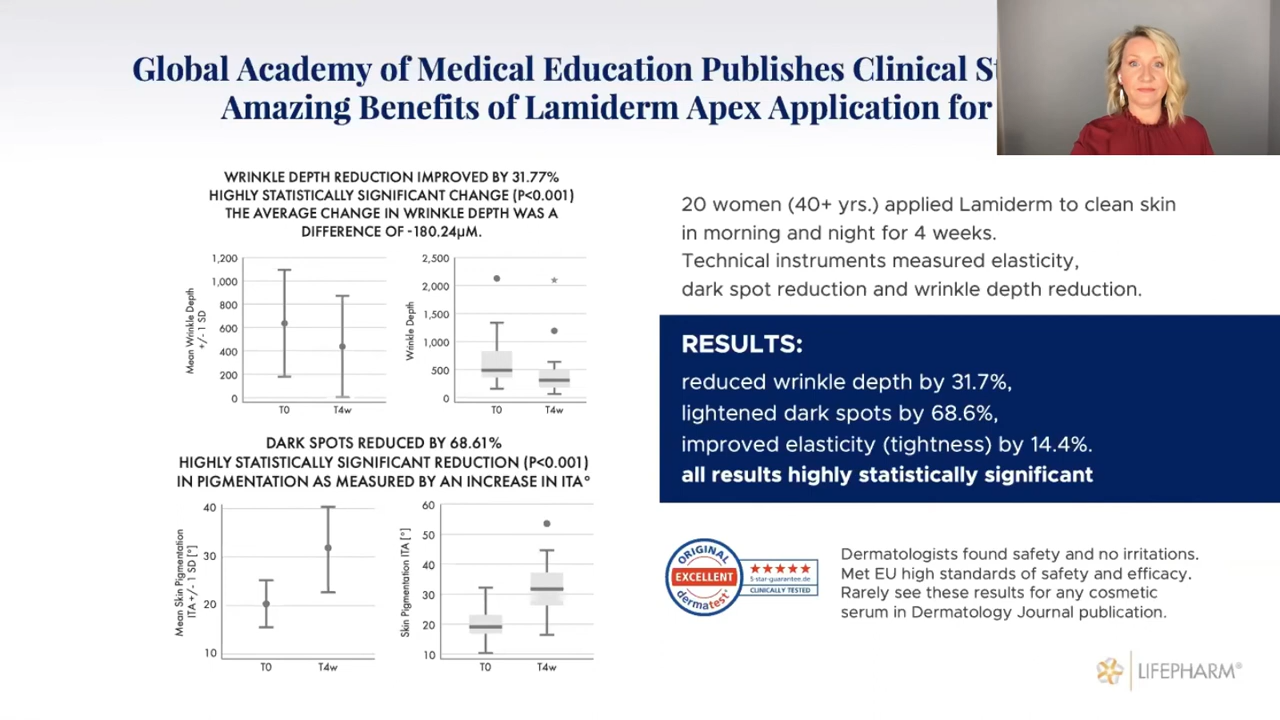 Global Academy of Medical Education Publishes Clinical
Amazing Benefits of Lamiderm Apex Application for
WRINKLE DEPTH REDUCTION IMPROVED BY 31.77%
HIGHLY STATISTICALLY SIGNIFICANT CHANGE (P<0.001)
THE AVERAGE CHANGE IN WRINKLE DEPTH WAS A
DIFFERENCE OF -180.24µM.
Mean Wrinkle Depth
+/- 1 SD
1,200
1,000
800
600
400
200
0
T0
T4w
Wrinkle Depth
2,500
2,000
1,500
1,000
500
0
T0
T4w
DARK SPOTS REDUCED BY 68.61%
HIGHLY STATISTICALLY SIGNIFICANT REDUCTION (P<0.001)
IN PIGMENTATION AS MEASURED BY AN INCREASE IN ITA°
Mean Skin Pigmentation
ITA +/- 1 SD [°]
40
30
20
10
T0
T4w
Skin Pigmentation ITA [°]
60
50
40
30
20
10
T0
T4w
20 women (40+ yrs.) applied Lamiderm to clean skin
in morning and night for 4 weeks.
Technical instruments measured elasticity,
dark spot reduction and wrinkle depth reduction.
RESULTS:
reduced wrinkle depth by 31.7%,
lightened dark spots by 68.6%,
improved elasticity (tightness) by 14.4%.
all results highly statistically significant
ORIGINAL
EXCELLENT
dermatest®
5-star-guarantee.de
CLINICALLY TESTED
Dermatologists found safety and no irritations.
Met EU high standards of safety and efficacy.
Rarely see these results for any cosmetic
serum in Dermatology Journal publication.
LIFEPHARM®